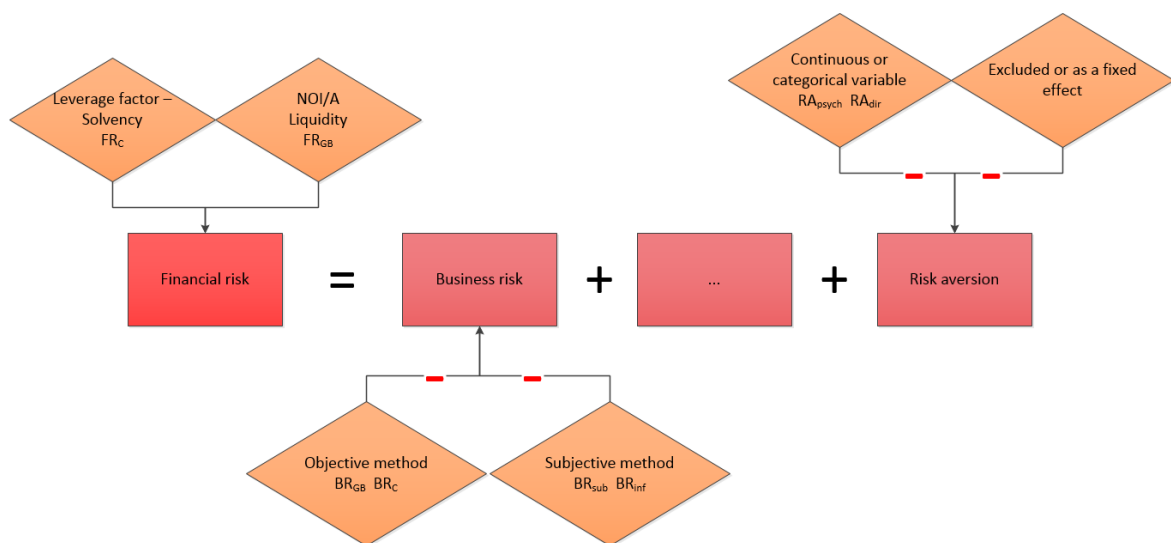 Leverage factor –
Solvency
FRC
NOI/A
Liquidity
FRGB
Continuous or
categorical variable
RApsych RAdir
Excluded or as a fixed
effect
Financial risk
=
Business risk
+
...
+
Risk aversion
Objective method
BRGB BRC
Subjective method
BRsub BRinf